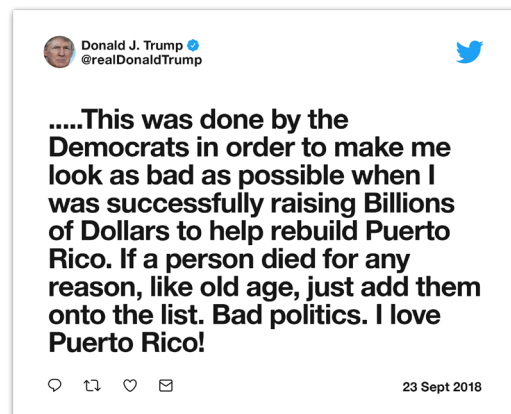 Donald J. Trump
@realDonaldTrump
.....This was done by the
Democrats in order to make me
look as bad as possible when I
was successfully raising Billions
of Dollars to help rebuild Puerto
Rico. If a person died for any
reason, like old age, just add them
onto the list. Bad politics. I love
Puerto Rico!
23 Sept 2018